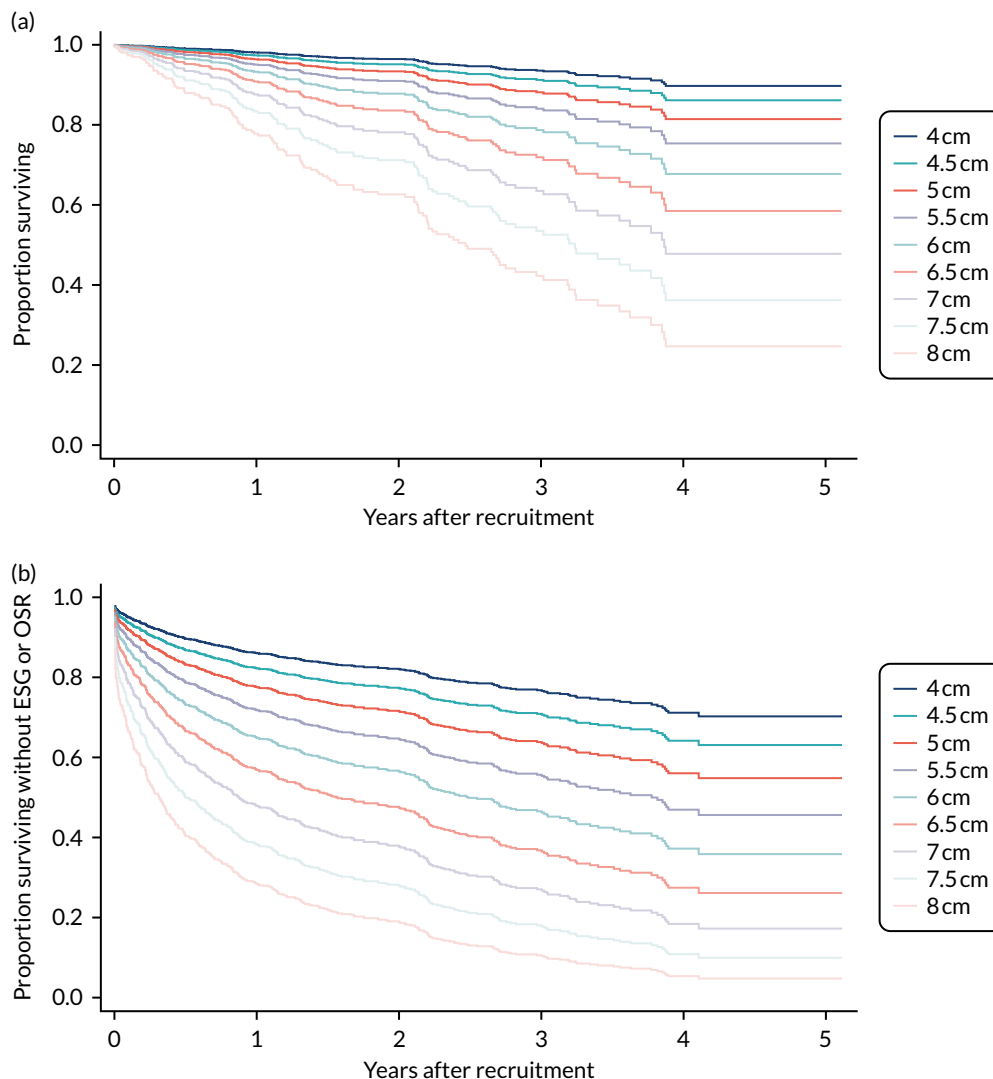 (a)
Proportion surviving
1.0
0.8
0.6
0.4
0.2
0.0
0 1 2 3 4 5
Years after recruitment
4 cm
4.5 cm
5 cm
5.5 cm
6 cm
6.5 cm
7 cm
7.5 cm
8 cm
(b)
Proportion surviving without ESG or OSR
1.0
0.8
0.6
0.4
0.2
0.0
0 1 2 3 4 5
Years after recruitment
4 cm
4.5 cm
5 cm
5.5 cm
6 cm
6.5 cm
7 cm
7.5 cm
8 cm